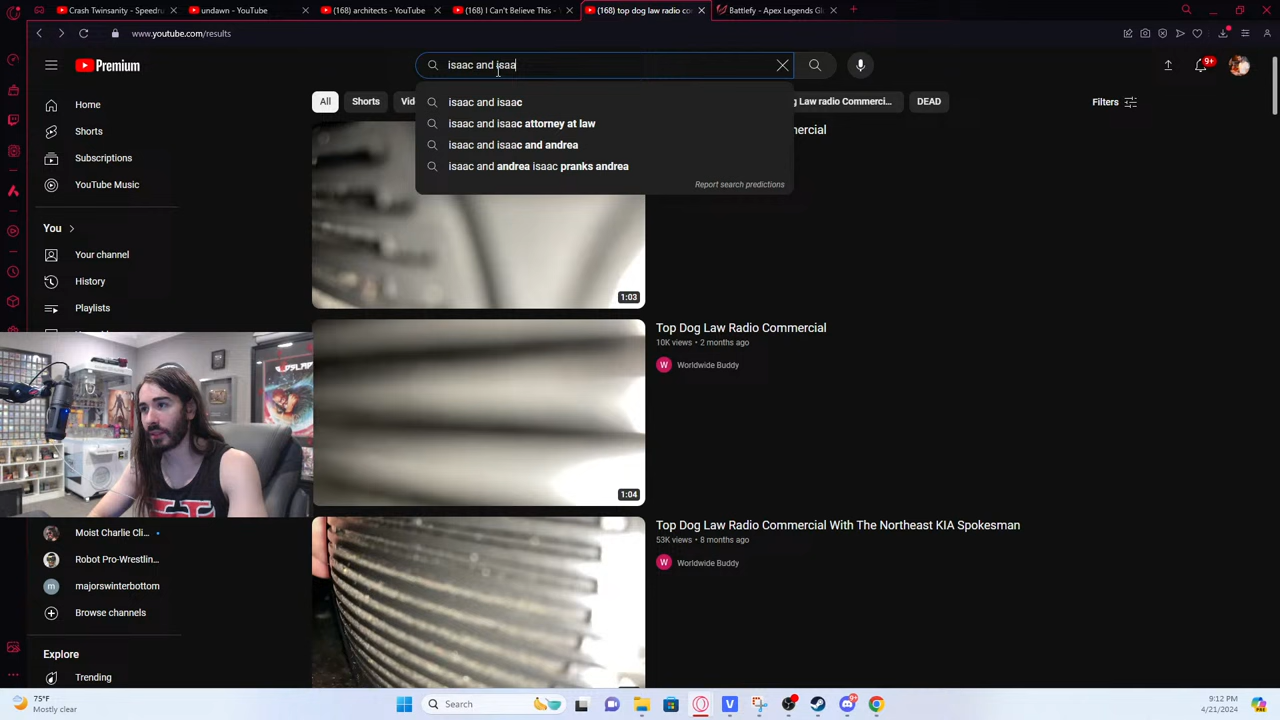 Crash Twinsanity - Speedru
undawn - YouTube
(168) architects - YouTube
(168) I Can't Believe This -
(168) top dog law radio co
Battlefy - Apex Legends Gl
www.youtube.com/results
Premium
isaac and isaa
9+
isaac and isaac
isaac and isaac attorney at law
isaac and isaac and andrea
isaac and andrea isaac pranks andrea
Report search predictions
All
Shorts
Vid
g Law radio Commerci...
DEAD
Filters
Home
Shorts
Subscriptions
YouTube Music
You
Your channel
History
Playlists
mercial
1:03
Top Dog Law Radio Commercial
10K views • 2 months ago
W
Worldwide Buddy
1:04
Top Dog Law Radio Commercial With The Northeast KIA Spokesman
53K views • 8 months ago
W
Worldwide Buddy
Moist Charlie Cli...
Robot Pro-Wrestlin...
m
majorswinterbottom
Browse channels
Explore
Trending
75°F
Mostly clear
Search
V
9+
9:12 PM
4/21/2024